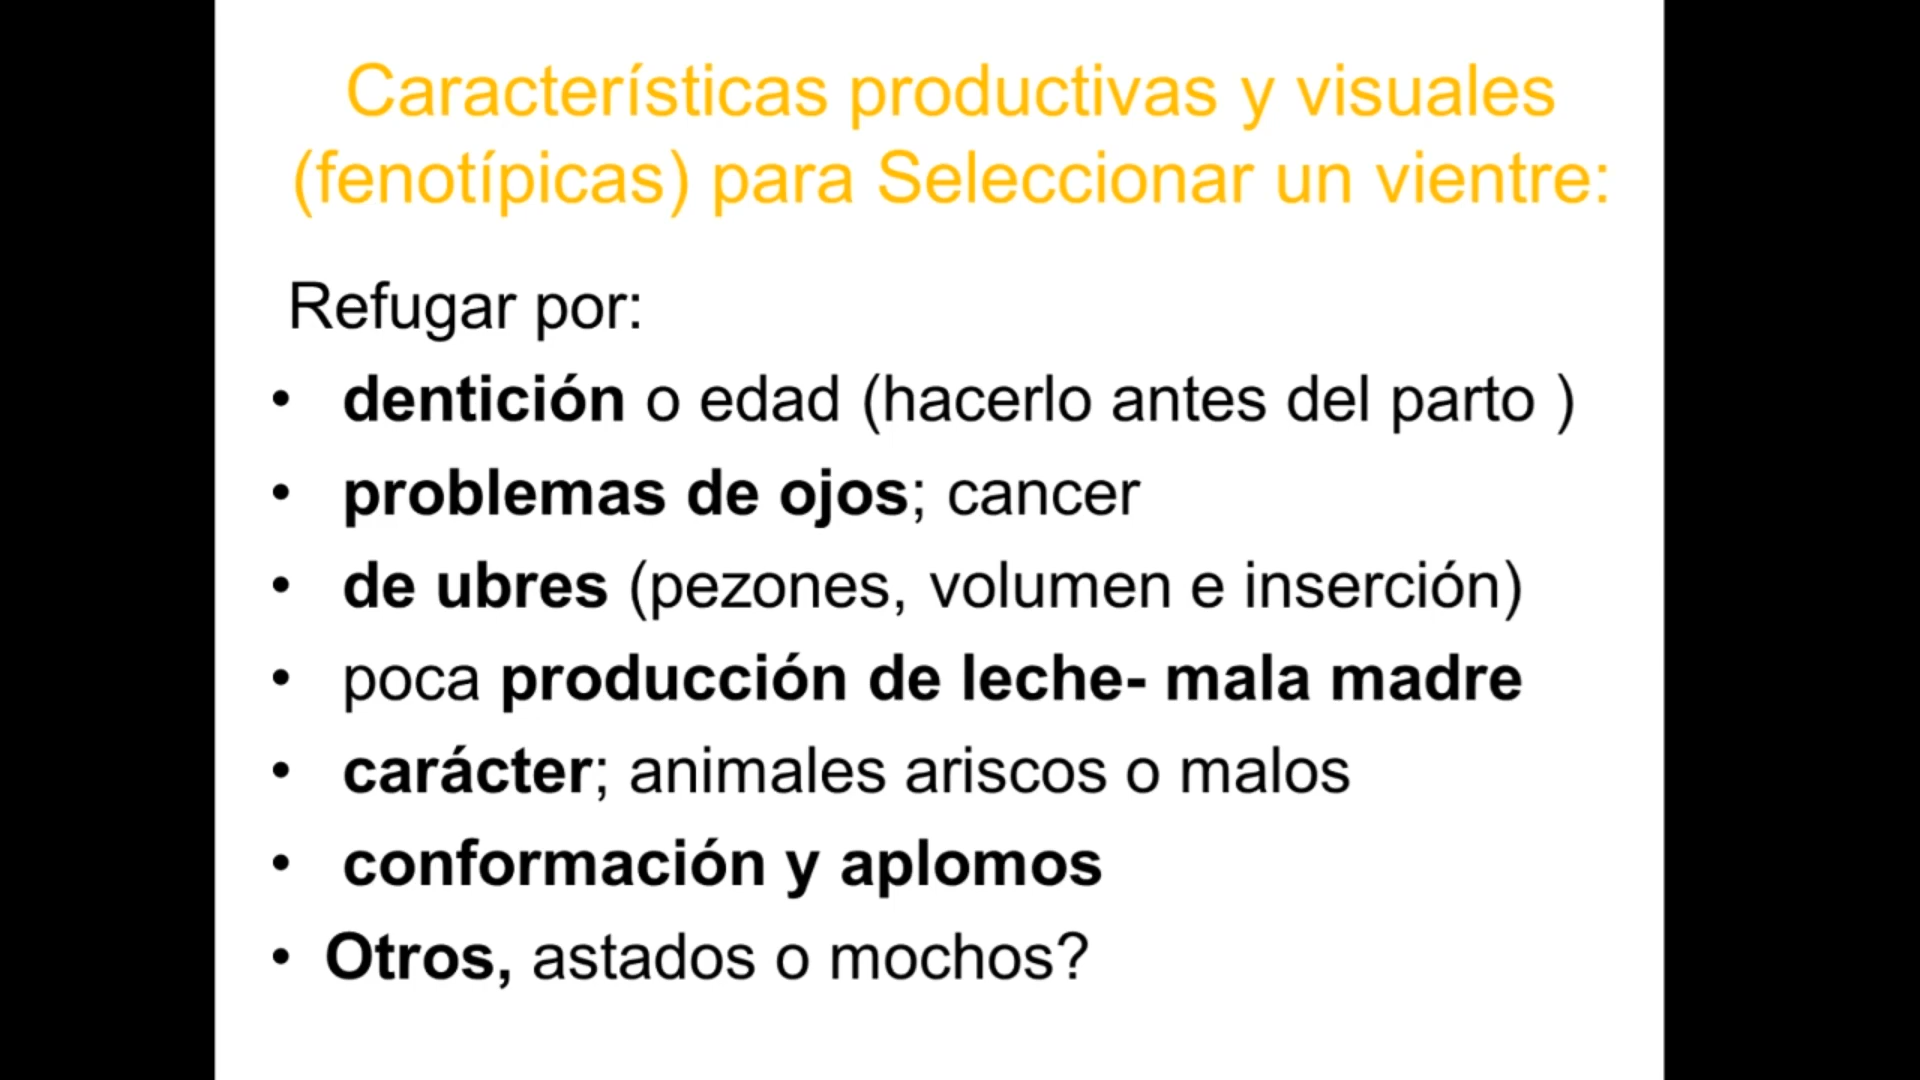 Características productivas y visuales
(fenotípicas) para Seleccionar un vientre:
Refugar por:
• dentición o edad (hacerlo antes del parto )
• problemas de ojos; cancer
• de ubres (pezones, volumen e inserción)
• poca producción de leche- mala madre
• carácter; animales ariscos o malos
• conformación y aplomos
• Otros, astados o mochos?